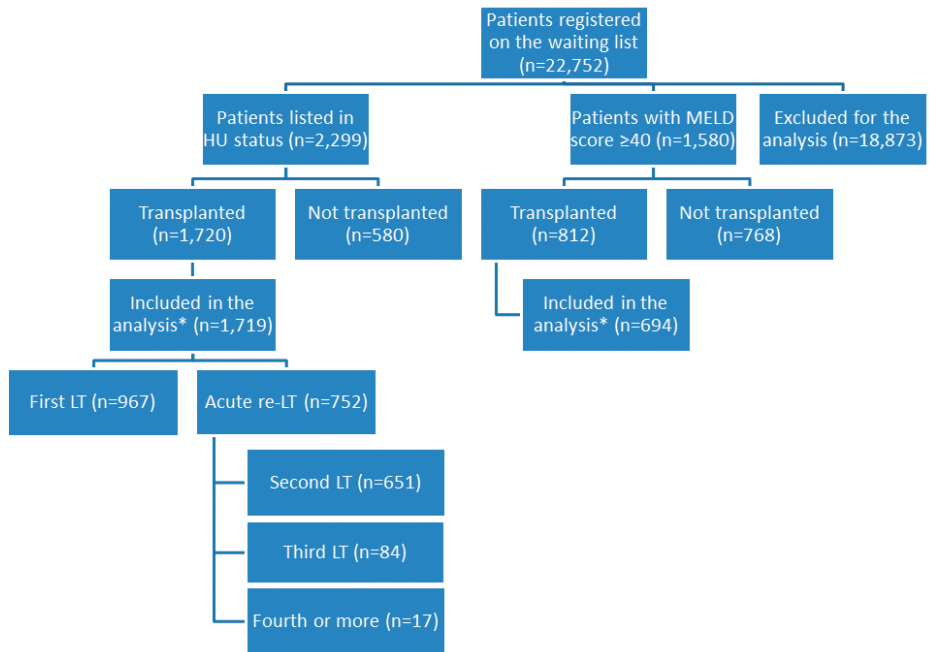 Patients registered
on the waiting list
(n=22,752)
Patients listed in
HU status (n=2,299)
Patients with MELD
score ≥40 (n=1,580)
Excluded for the
analysis (n=18,873)
Transplanted
(n=1,720)
Not transplanted
(n=580)
Transplanted
(n=812)
Not transplanted
(n=768)
Included in the
analysis* (n=1,719)
Included in the
analysis* (n=694)
First LT (n=967)
Acute re-LT (n=752)
Second LT (n=651)
Third LT (n=84)
Fourth or more (n=17)